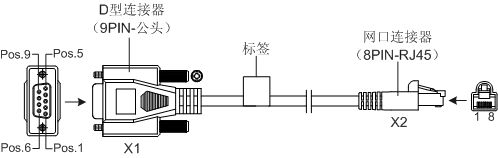 D型连接器
（9PIN-公头）
标签
网口连接器
（8PIN-RJ45）
Pos.9
Pos.5
Pos.6
Pos.1
X1
X2
1 8